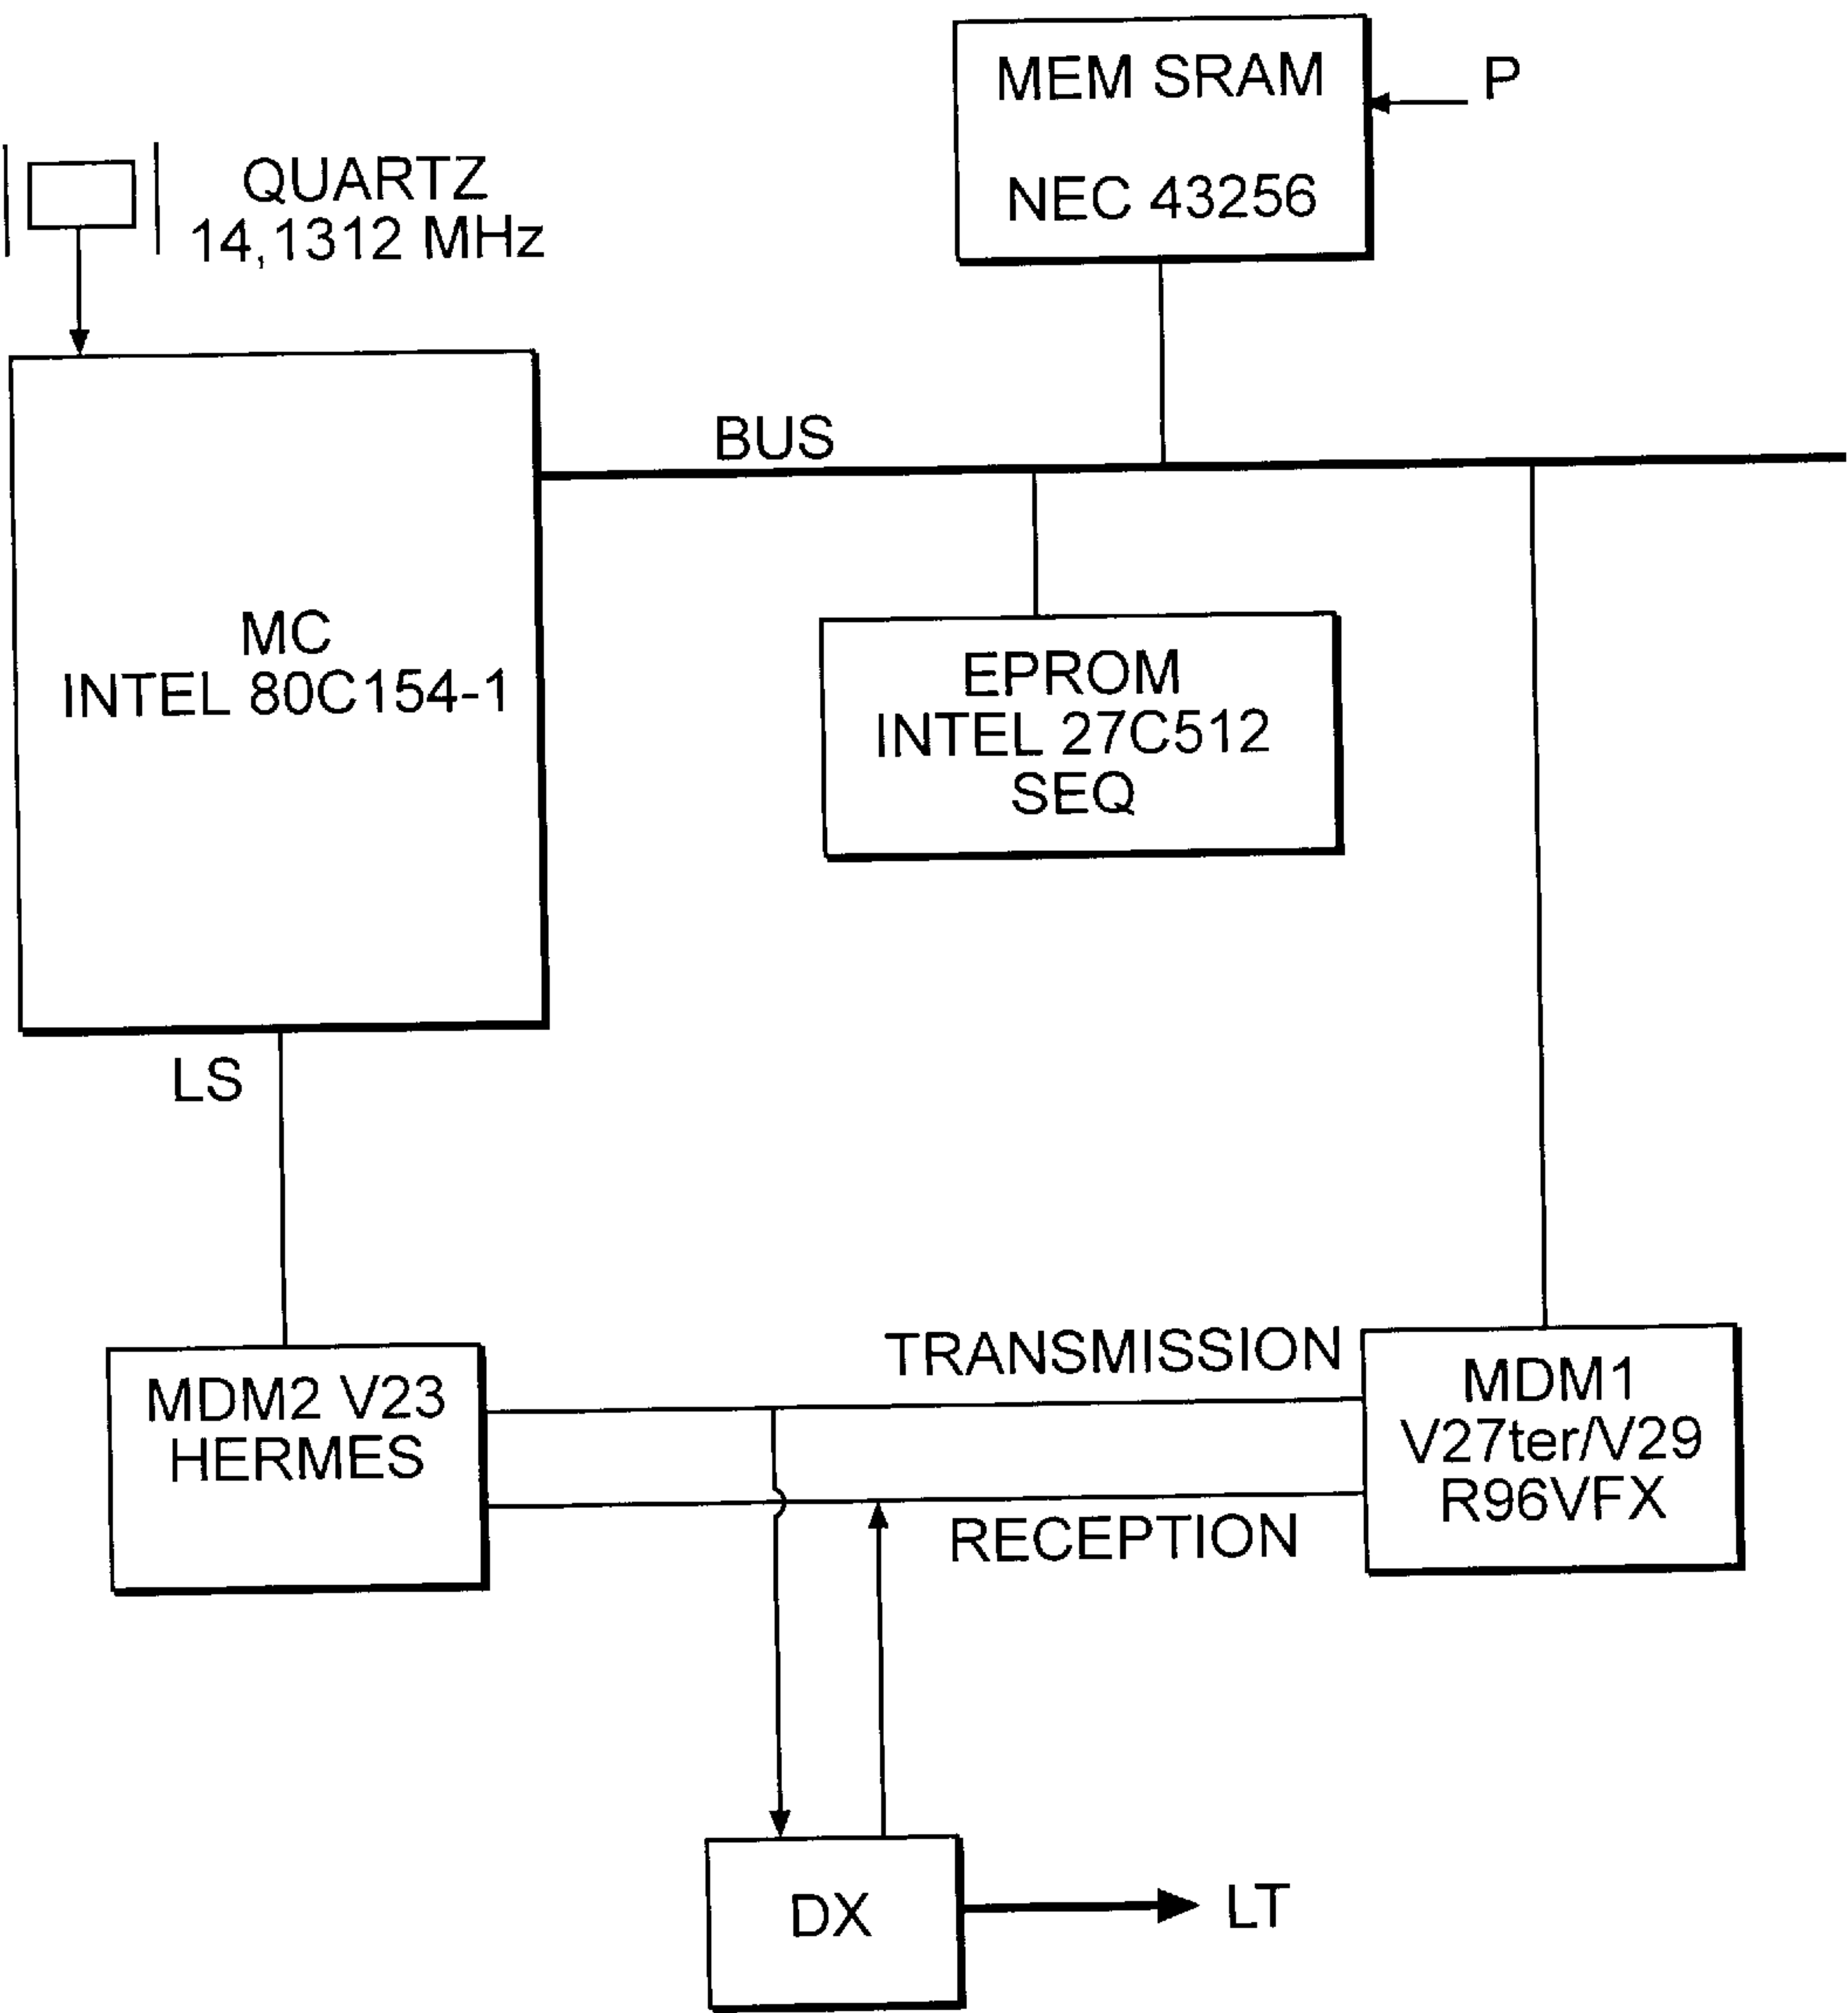 MEM SRAM
NEC 43256
P
QUARTZ
14,1312 MHz
BUS
MC
INTEL 80C154-1
EPROM
INTEL 27C512
SEQ
LS
MDM2 V23
HERMES
TRANSMISSION
RECEPTION
MDM1
V27ter/V29
R96VFX
DX
LT